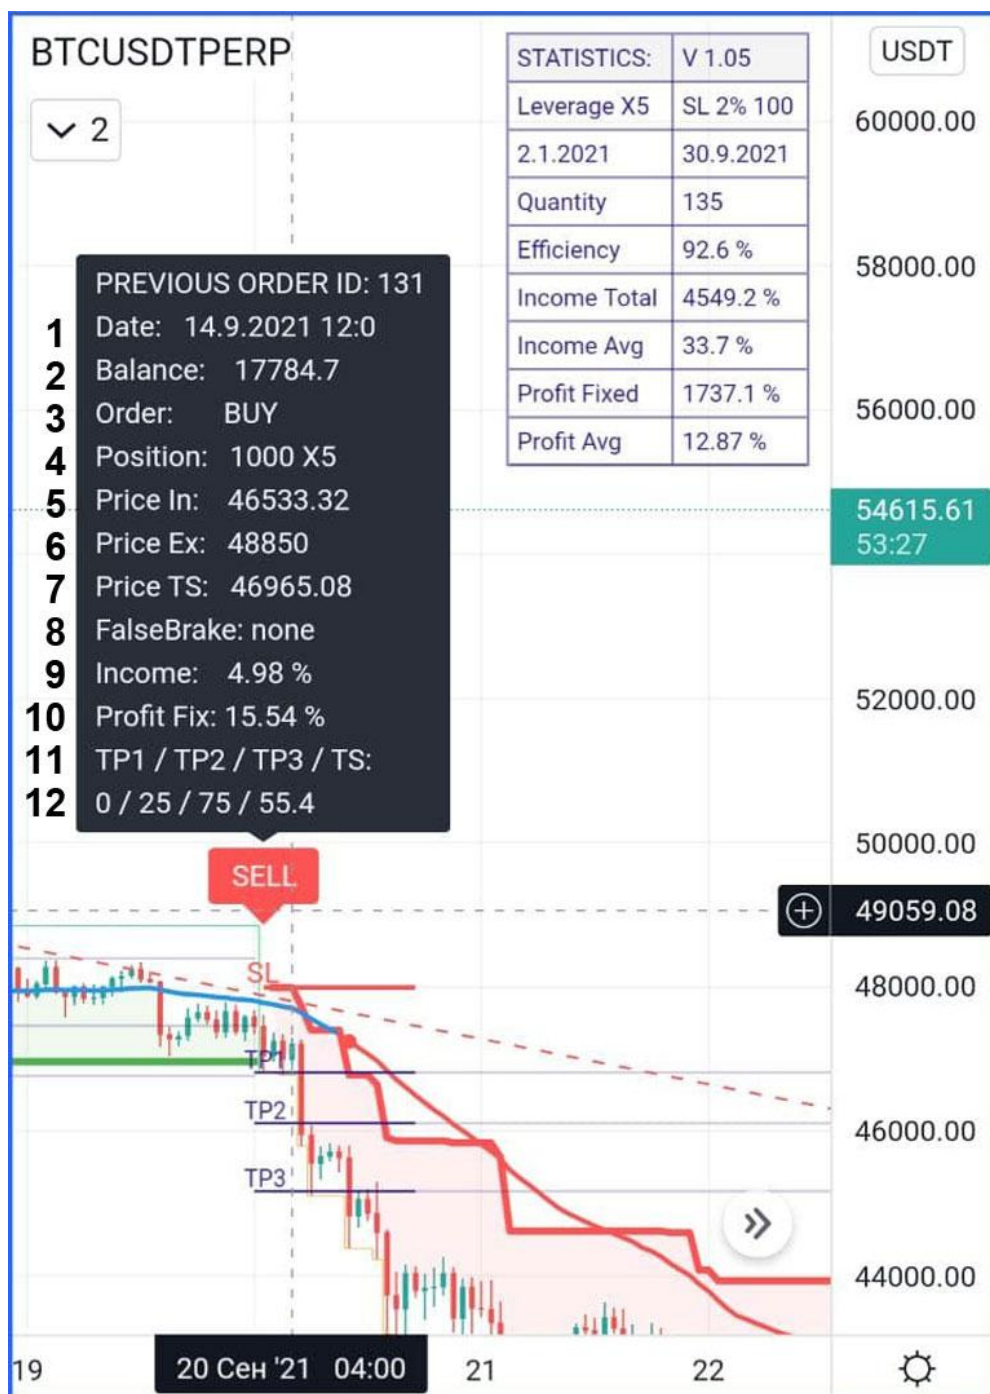 BTCUSDTPERP
2
STATISTICS: V 1.05
Leverage X5 SL 2% 100
2.1.2021 30.9.2021
Quantity 135
Efficiency 92.6 %
Income Total 4549.2 %
Income Avg 33.7 %
Profit Fixed 1737.1 %
Profit Avg 12.87 %
USDT
60000.00
58000.00
56000.00
54615.61
53:27
52000.00
50000.00
49059.08
48000.00
46000.00
44000.00
PREVIOUS ORDER ID: 131
1 Date: 14.9.2021 12:0
2 Balance: 17784.7
3 Order: BUY
4 Position: 1000 X5
5 Price In: 46533.32
6 Price Ex: 48850
7 Price TS: 46965.08
8 FalseBrake: none
9 Income: 4.98 %
10 Profit Fix: 15.54 %
11 TP1 / TP2 / TP3 / TS:
12 0 / 25 / 75 / 55.4
SELL
SL
TP1
TP2
TP3
19 20 Сен '21 04:00 21 22